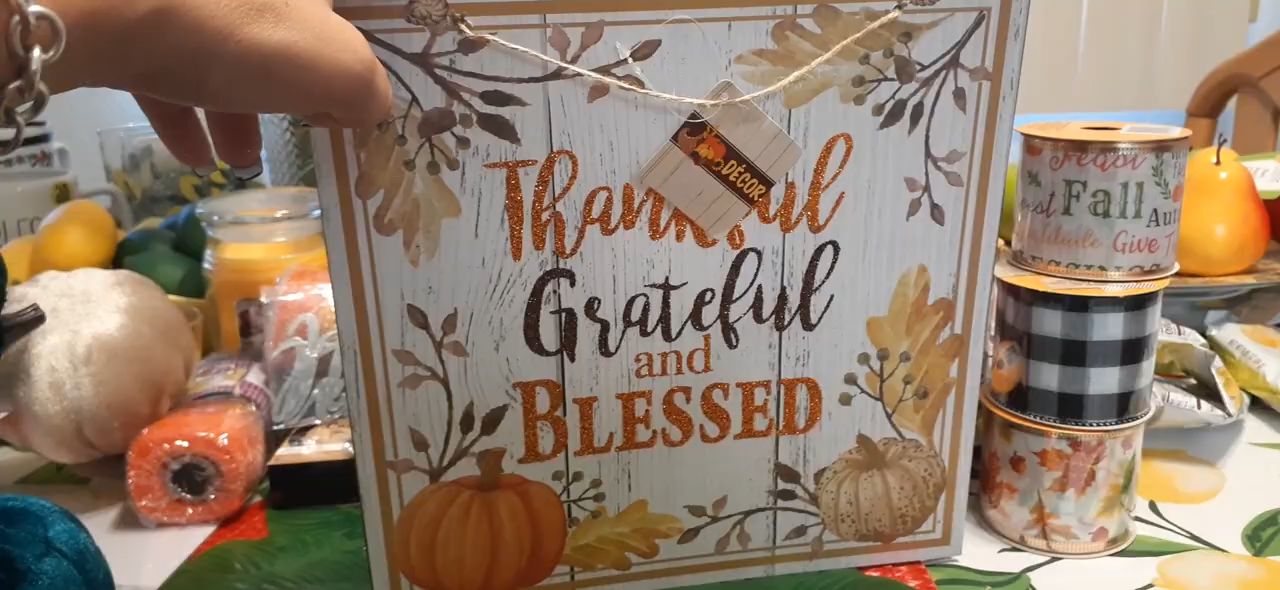 Thankful
DÉCOR
Grateful
and
BLESSED
Fall
Give